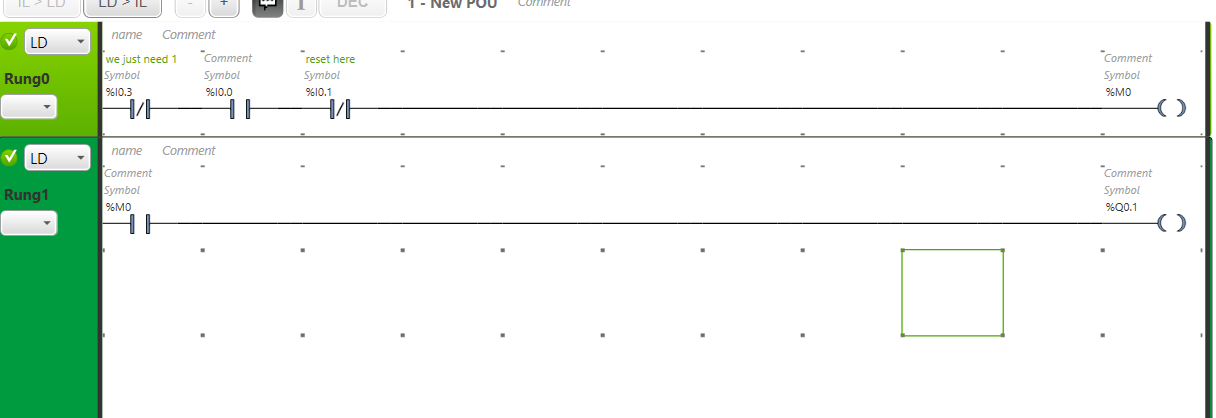 IL > LD LD > IL - + 1 DEC 1 - New POU Comment
LD name Comment
we just need 1 Comment reset here Comment
Rung0 Symbol Symbol Symbol Symbol
%I0.3 %I0.0 %I0.1 %M0
LD name Comment
Comment Comment
Rung1 Symbol Symbol
%M0 %Q0.1